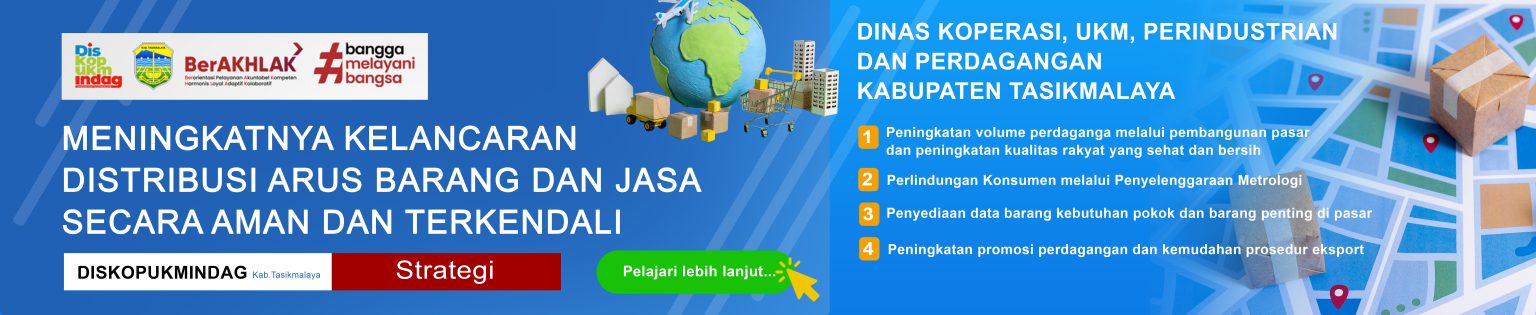 Dis
kop
ukm
indag
KAB. TASIKMALAYA
BerAKHLAK
Berorientasi Pelayanan Akuntabel Kompeten
Harmonis Loyal Adaptif Kolaboratif
#bangga
melayani
bangsa
MENINGKATNYA KELANCARAN
DISTRIBUSI ARUS BARANG DAN JASA
SECARA AMAN DAN TERKENDALI
DISKOPUKMINDAG Kab.Tasikmalaya
Strategi
Pelajari lebih lanjut...
DINAS KOPERASI, UKM, PERINDUSTRIAN
DAN PERDAGANGAN
KABUPATEN TASIKMALAYA
1 Peningkatan volume perdaganga melalui pembangunan pasar
dan peningkatan kualitas rakyat yang sehat dan bersih
2 Perlindungan Konsumen melalui Penyelenggaraan Metrologi
3 Penyediaan data barang kebutuhan pokok dan barang penting di pasar
4 Peningkatan promosi perdagangan dan kemudahan prosedur eksport